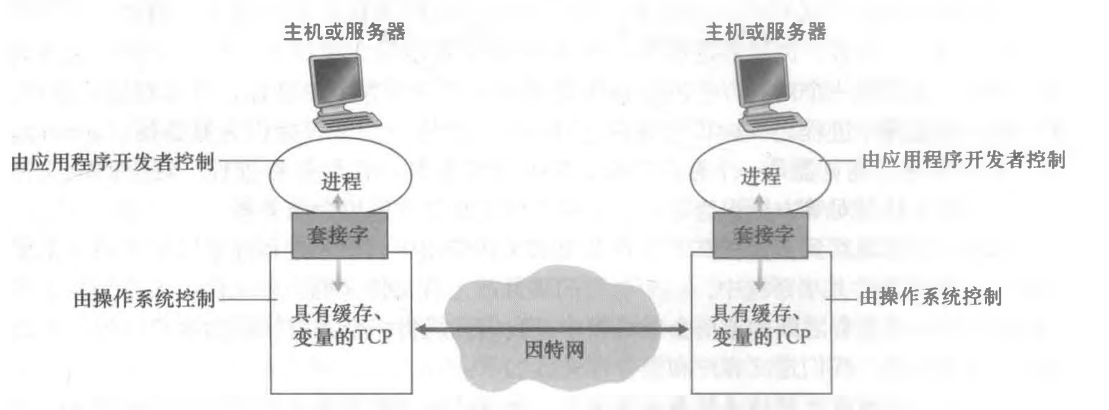 主机或服务器
主机或服务器
由应用程序开发者控制
进程
进程
由应用程序开发者控制
套接字
套接字
由操作系统控制
具有缓存、
变量的TCP
因特网
具有缓存、
变量的TCP
由操作系统控制